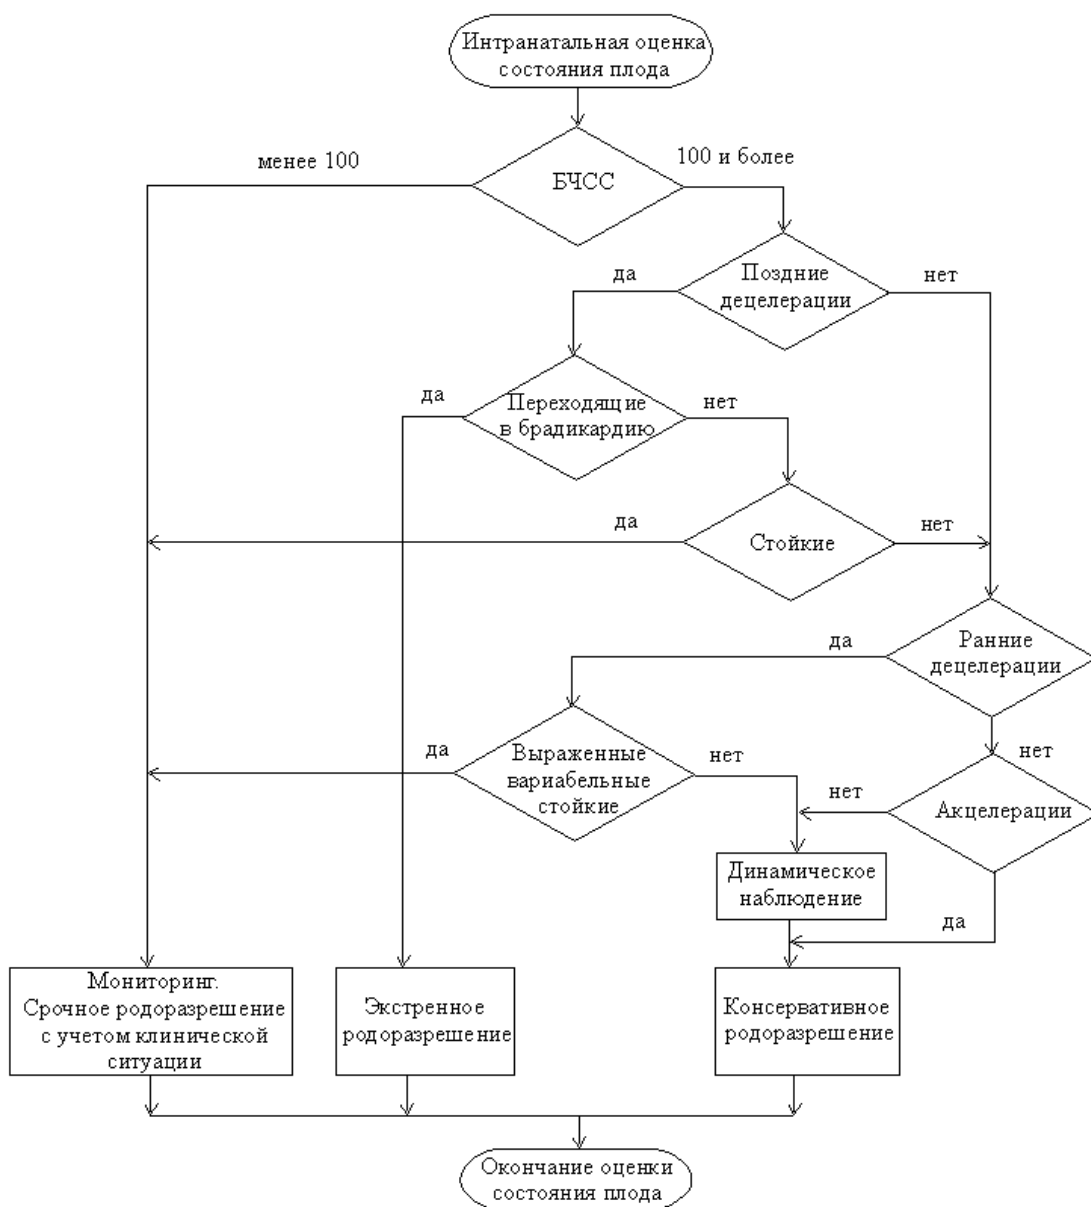 Интранатальная оценка
состояния плода
менее 100
100 и более
БЧСС
да
Поздние
децелерации
нет
да
Переходящие
в брадикардию
нет
да
Стойкие
нет
да
Ранние
децелерации
да
Выраженные
вариабельные
стойкие
нет
нет
нет
Акцелерации
Динамическое
наблюдение
да
Мониторинг.
Срочное родоразрешение
с учетом клинической
ситуации
Экстренное
родоразрешение
Консервативное
родоразрешение
Окончание оценки
состояния плода